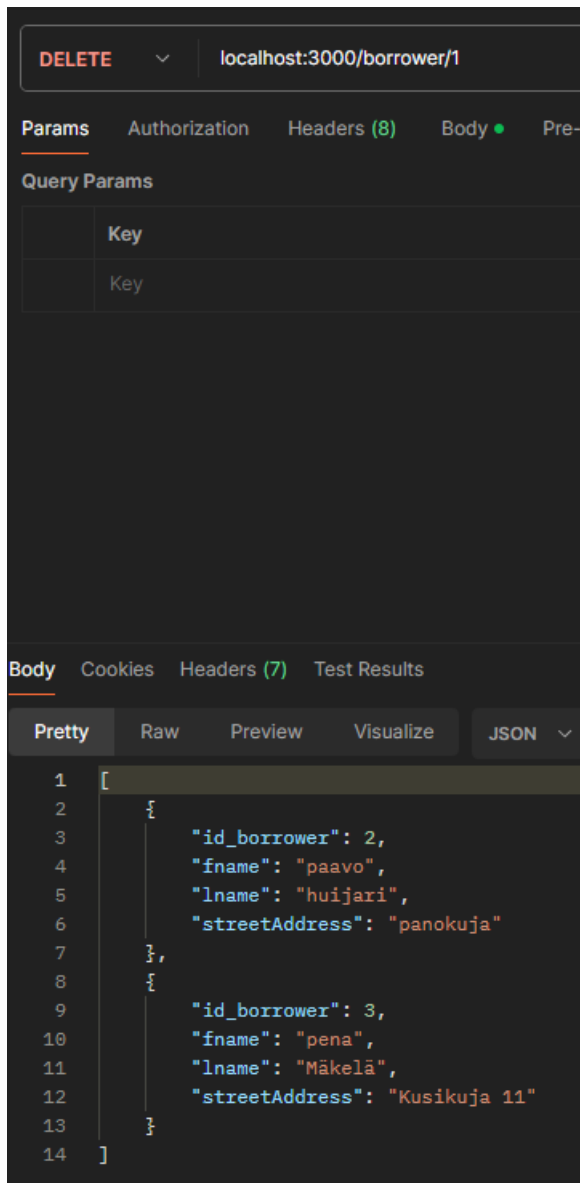 DELETE localhost:3000/borrower/1
Params Authorization Headers (8) Body Pre-
Query Params
Key
Key
Body Cookies Headers (7) Test Results
Pretty Raw Preview Visualize JSON
1 [
2 {
3 "id_borrower": 2,
4 "fname": "paavo",
5 "lname": "huijari",
6 "streetAddress": "panokuja"
7 },
8 {
9 "id_borrower": 3,
10 "fname": "pena",
11 "lname": "Mäkelä",
12 "streetAddress": "Kusikuja 11"
13 }
14 ]